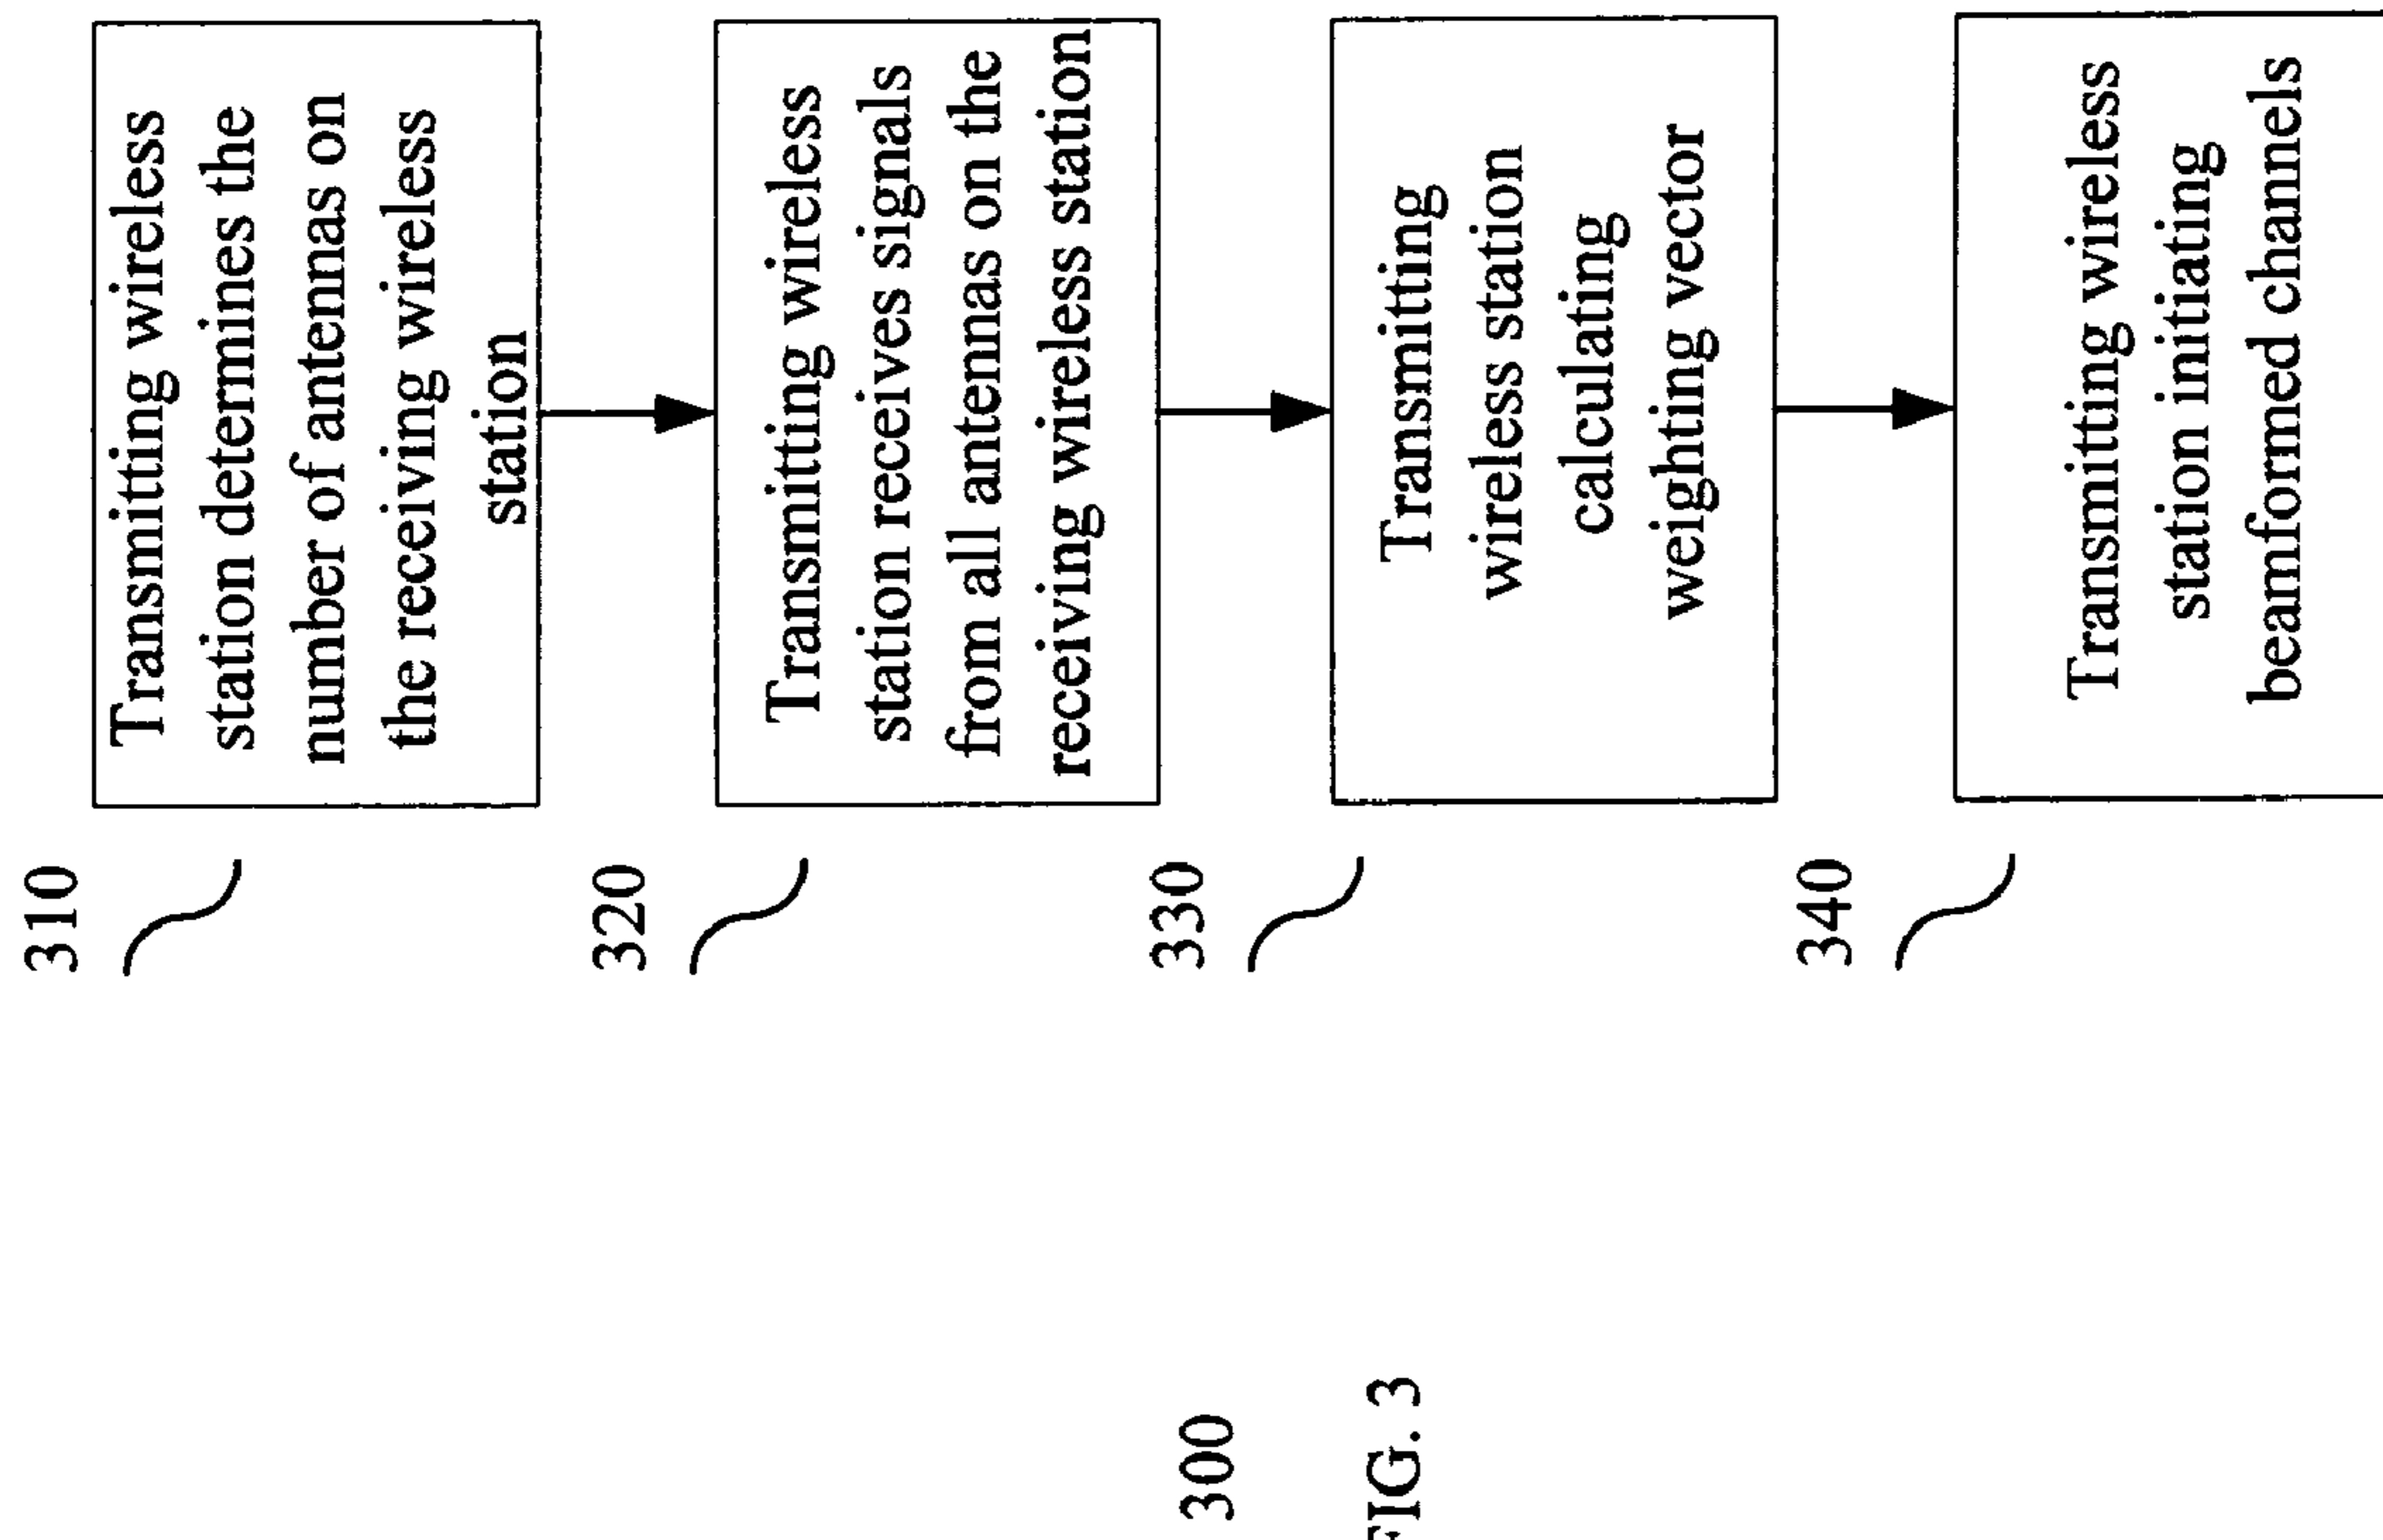 310
Transmitting wireless
station determines the
number of antennas on
the receiving wireless
station
320
Transmitting wireless
station receives signals
from all antennas on the
receiving wireless station
330
Transmitting
wireless station
calculating
weighting vector
340
Transmitting wireless
station initiating
beamformed channels
300
FIG. 3